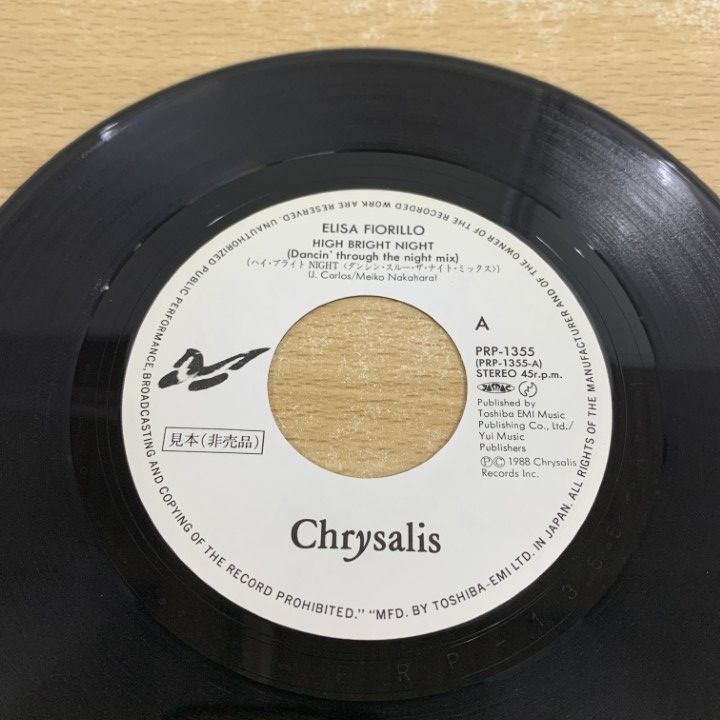 ELISA FIORILLO
HIGH BRIGHT NIGHT
(Dancin' through the night mix)
(ハイ・ブライト NIGHT〈ダンシン・スルー・ザ・ナイト・ミックス〉)
(J. Carlos/Meiko Nakahara)
A
PRP-1355
(PRP-1355-A)
STEREO 45r.p.m.
JASRAC
Published by
Toshiba EMI Music
Publishing Co., Ltd./
Yui Music
Publishers
Ⓟ© 1988 Chrysalis
Records Inc.
見本(非売品)
Chrysalis
ALL RIGHTS OF THE MANUFACTURER AND OF THE OWNER OF THE RECORDED WORK ARE RESERVED. UNAUTHORIZED PUBLIC PERFORMANCE, BROADCASTING AND COPYING OF THE RECORD PROHIBITED." "MFD. BY TOSHIBA-EMI LTD. IN JAPAN.